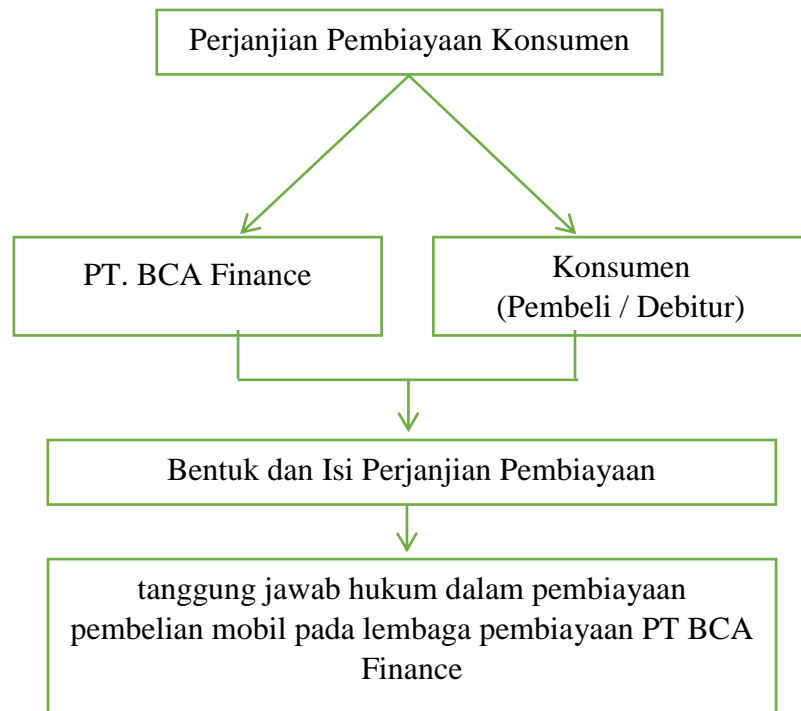 Perjanjian Pembiayaan Konsumen
PT. BCA Finance
Konsumen
(Pembeli / Debitur)
Bentuk dan Isi Perjanjian Pembiayaan
tanggung jawab hukum dalam pembiayaan
pembelian mobil pada lembaga pembiayaan PT BCA
Finance